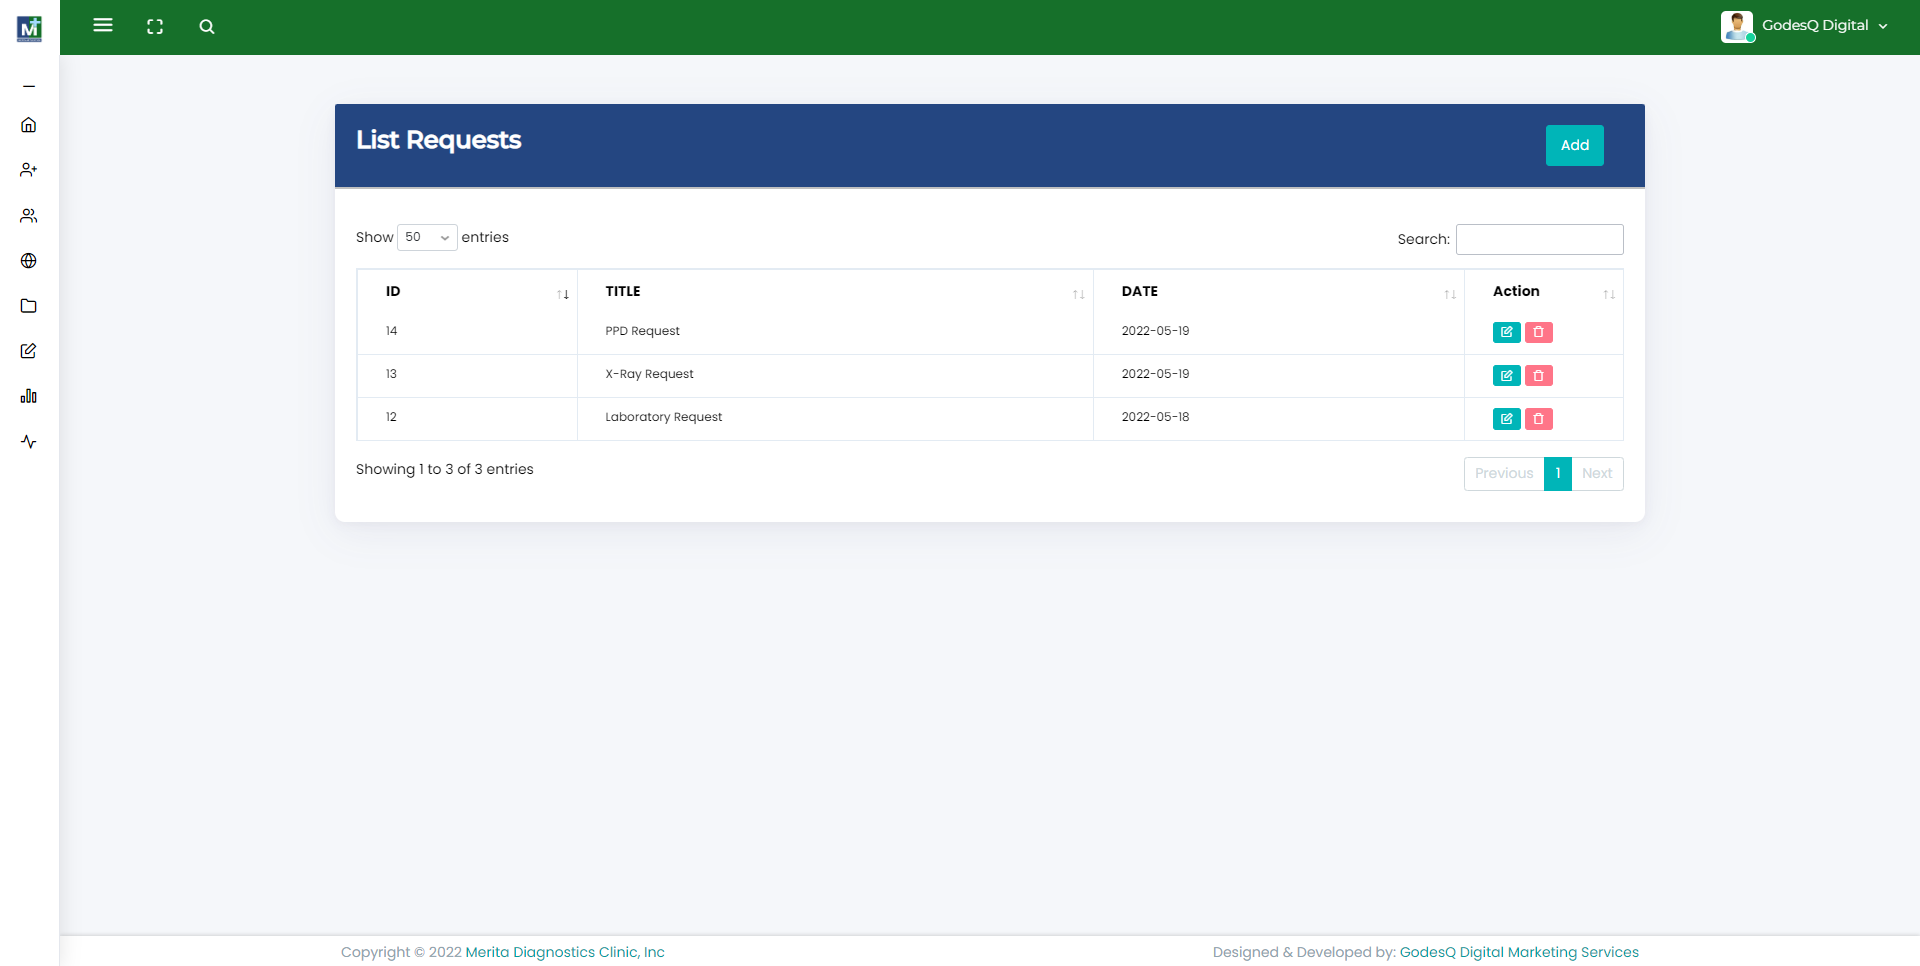 M
GodesQ Digital
List Requests
Add
Show 50 entries
Search:
ID TITLE DATE Action
14 PPD Request 2022-05-19
13 X-Ray Request 2022-05-19
12 Laboratory Request 2022-05-18
Showing 1 to 3 of 3 entries
Previous 1 Next
Copyright © 2022 Merita Diagnostics Clinic, Inc
Designed & Developed by: GodesQ Digital Marketing Services